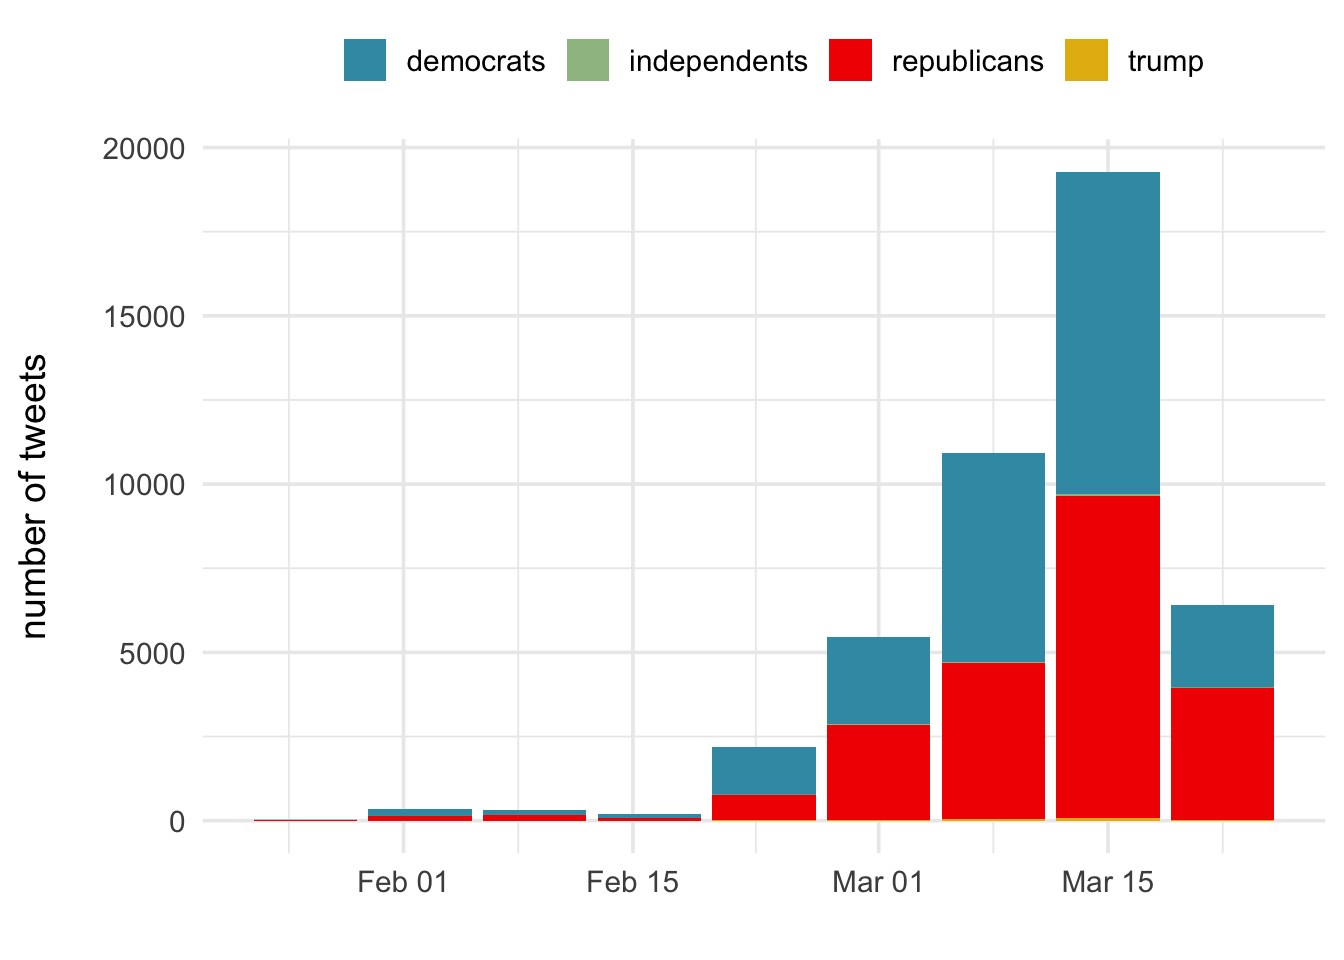 democrats independents republicans trump
number of tweets
20000
15000
10000
5000
0
Feb 01 Feb 15 Mar 01 Mar 15